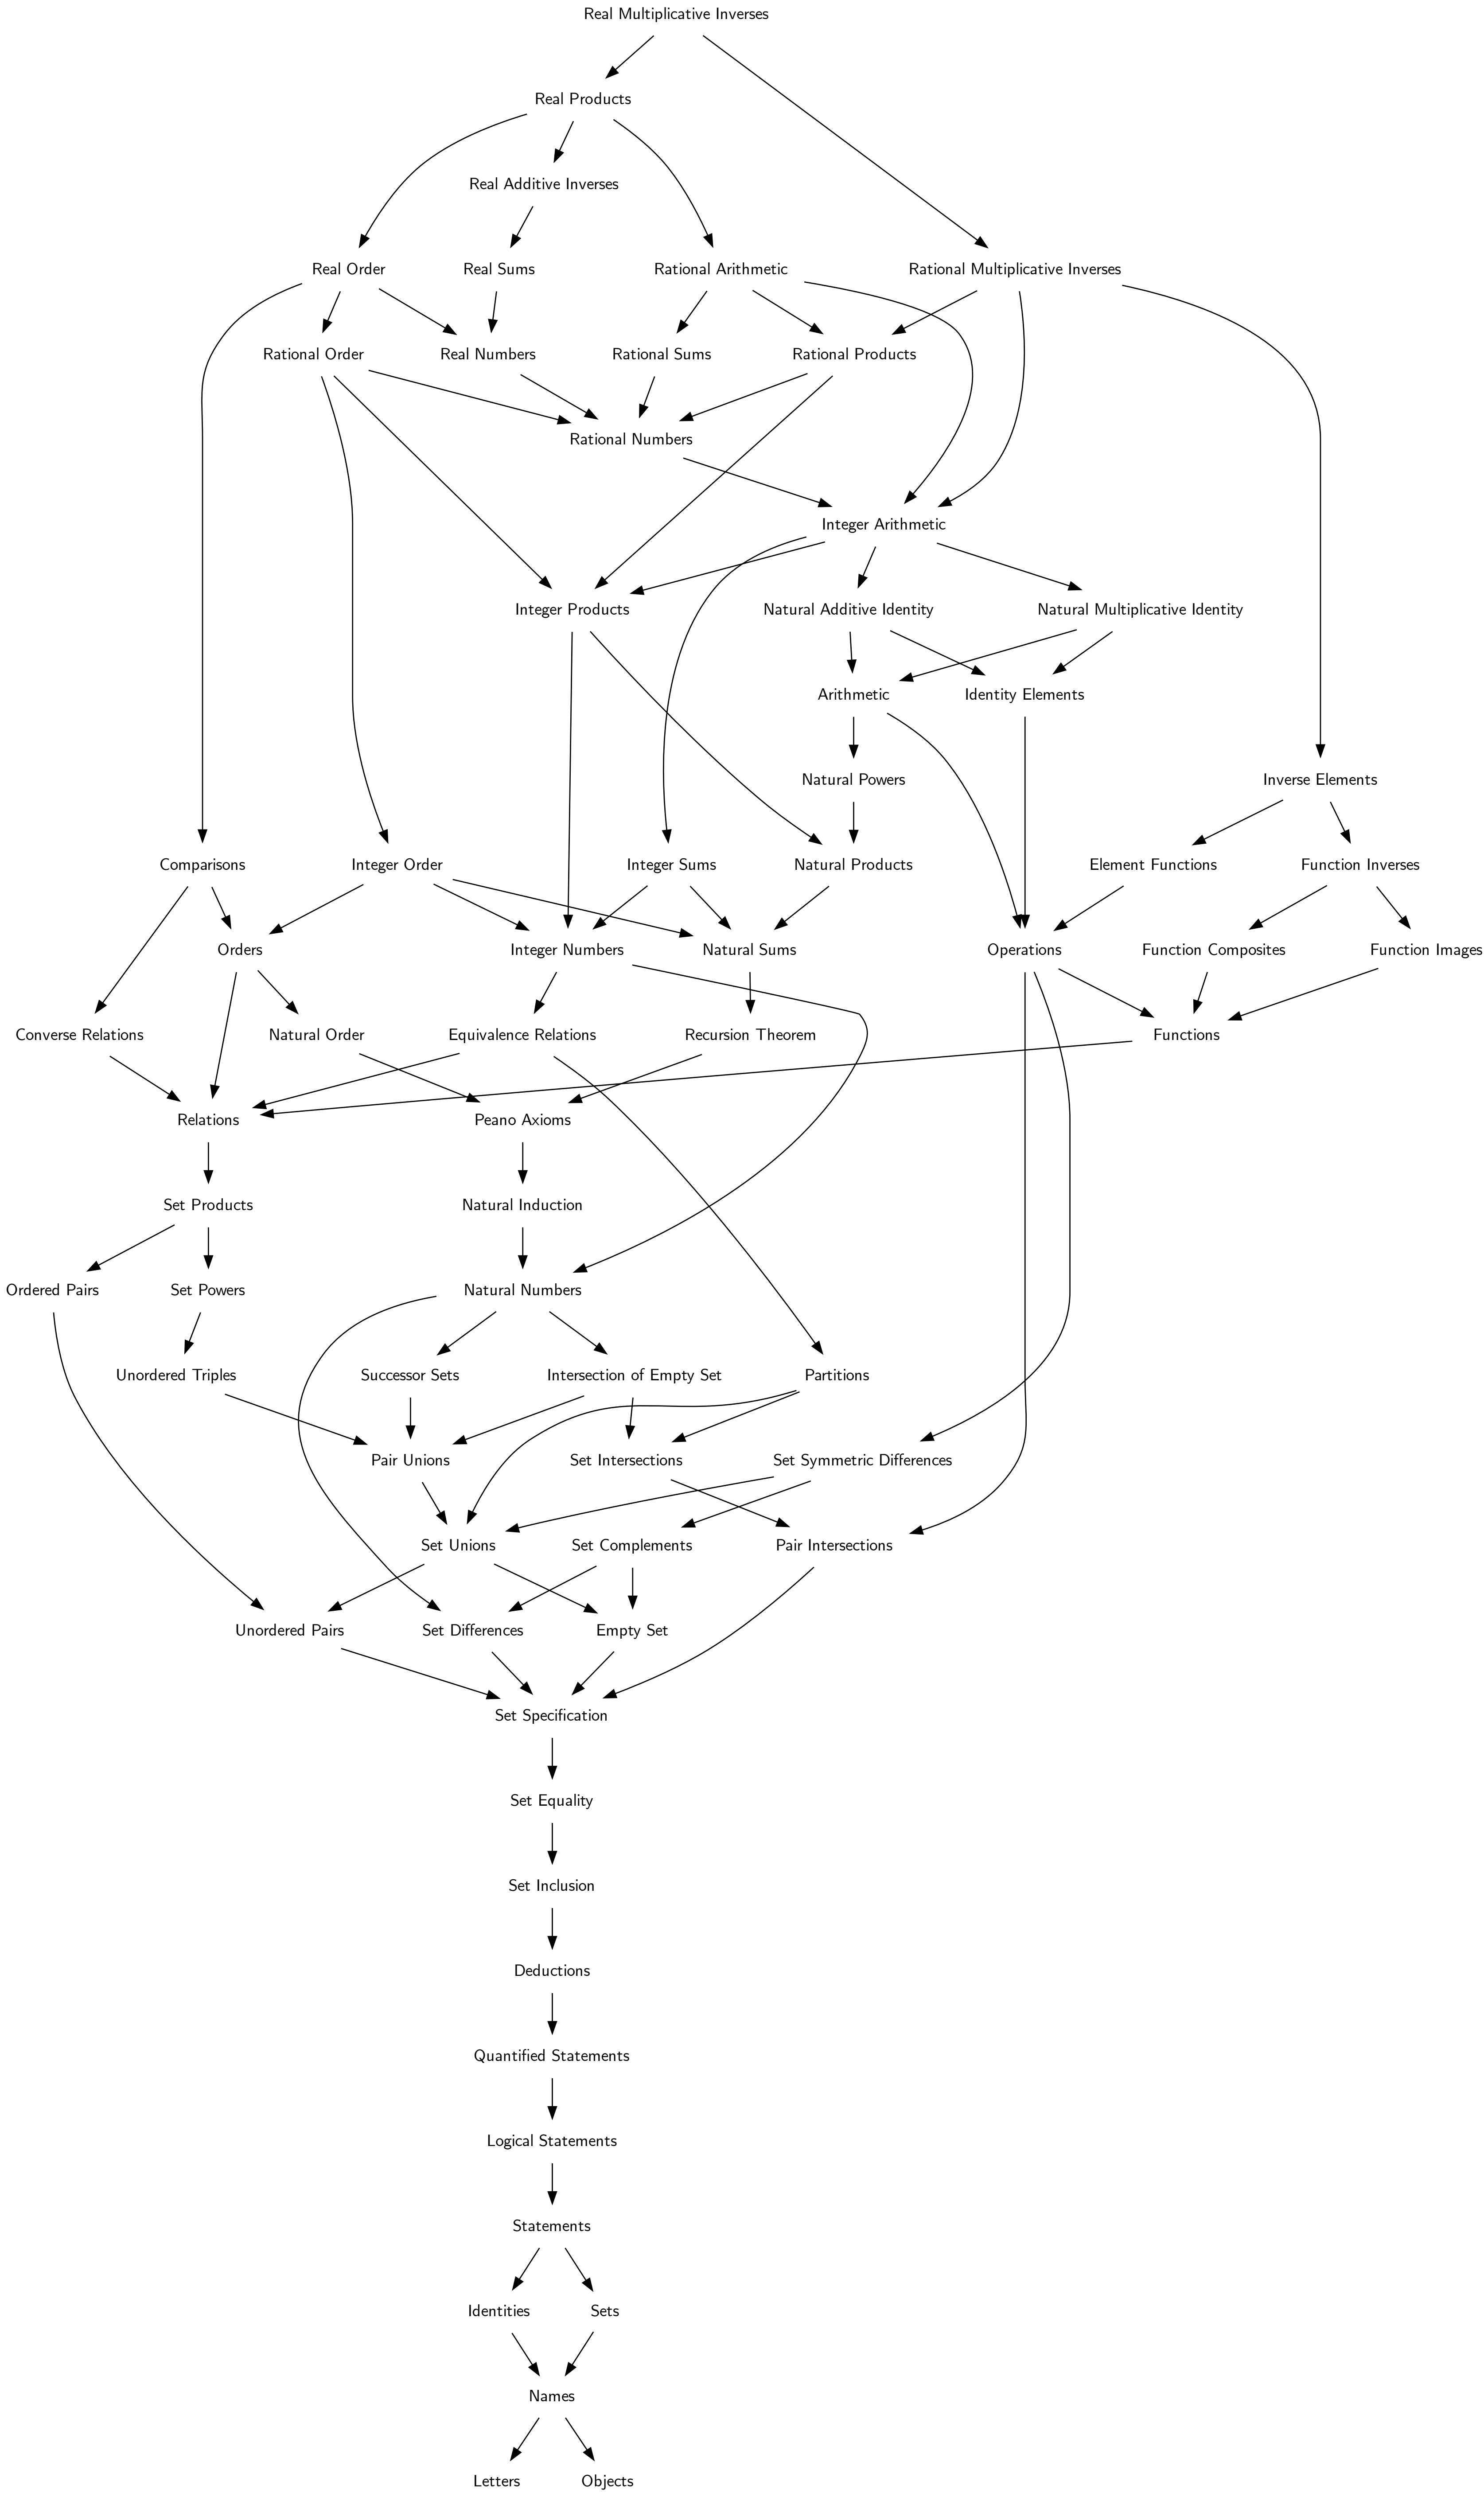 Real Multiplicative Inverses
Real Products
Real Additive Inverses
Real Order
Real Sums
Rational Arithmetic
Rational Multiplicative Inverses
Rational Order
Real Numbers
Rational Sums
Rational Products
Rational Numbers
Integer Arithmetic
Integer Products
Natural Additive Identity
Natural Multiplicative Identity
Arithmetic
Identity Elements
Natural Powers
Inverse Elements
Comparisons
Integer Order
Integer Sums
Natural Products
Element Functions
Function Inverses
Orders
Integer Numbers
Natural Sums
Operations
Function Composites
Function Images
Converse Relations
Natural Order
Equivalence Relations
Recursion Theorem
Functions
Relations
Peano Axioms
Set Products
Natural Induction
Ordered Pairs
Set Powers
Natural Numbers
Unordered Triples
Successor Sets
Intersection of Empty Set
Partitions
Pair Unions
Set Intersections
Set Symmetric Differences
Set Unions
Set Complements
Pair Intersections
Unordered Pairs
Set Differences
Empty Set
Set Specification
Set Equality
Set Inclusion
Deductions
Quantified Statements
Logical Statements
Statements
Identities
Sets
Names
Letters
Objects